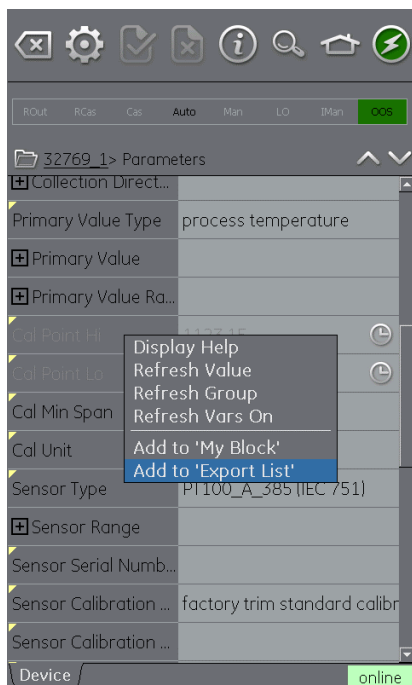 ROut RCas Cas Auto Man LO IMan OOS
32769_1> Parameters
Collection Direct...
Primary Value Type process temperature
Primary Value
Primary Value Ra...
Cal Point Hi 1123.15
Cal Point Lo
Display Help
Refresh Value
Refresh Group
Refresh Vars On
Add to 'My Block'
Add to 'Export List'
Cal Min Span
Cal Unit
Sensor Type PT100_A_385 (IEC 751)
Sensor Range
Sensor Serial Numb...
Sensor Calibration ... factory trim standard calibr
Sensor Calibration ...
Device online